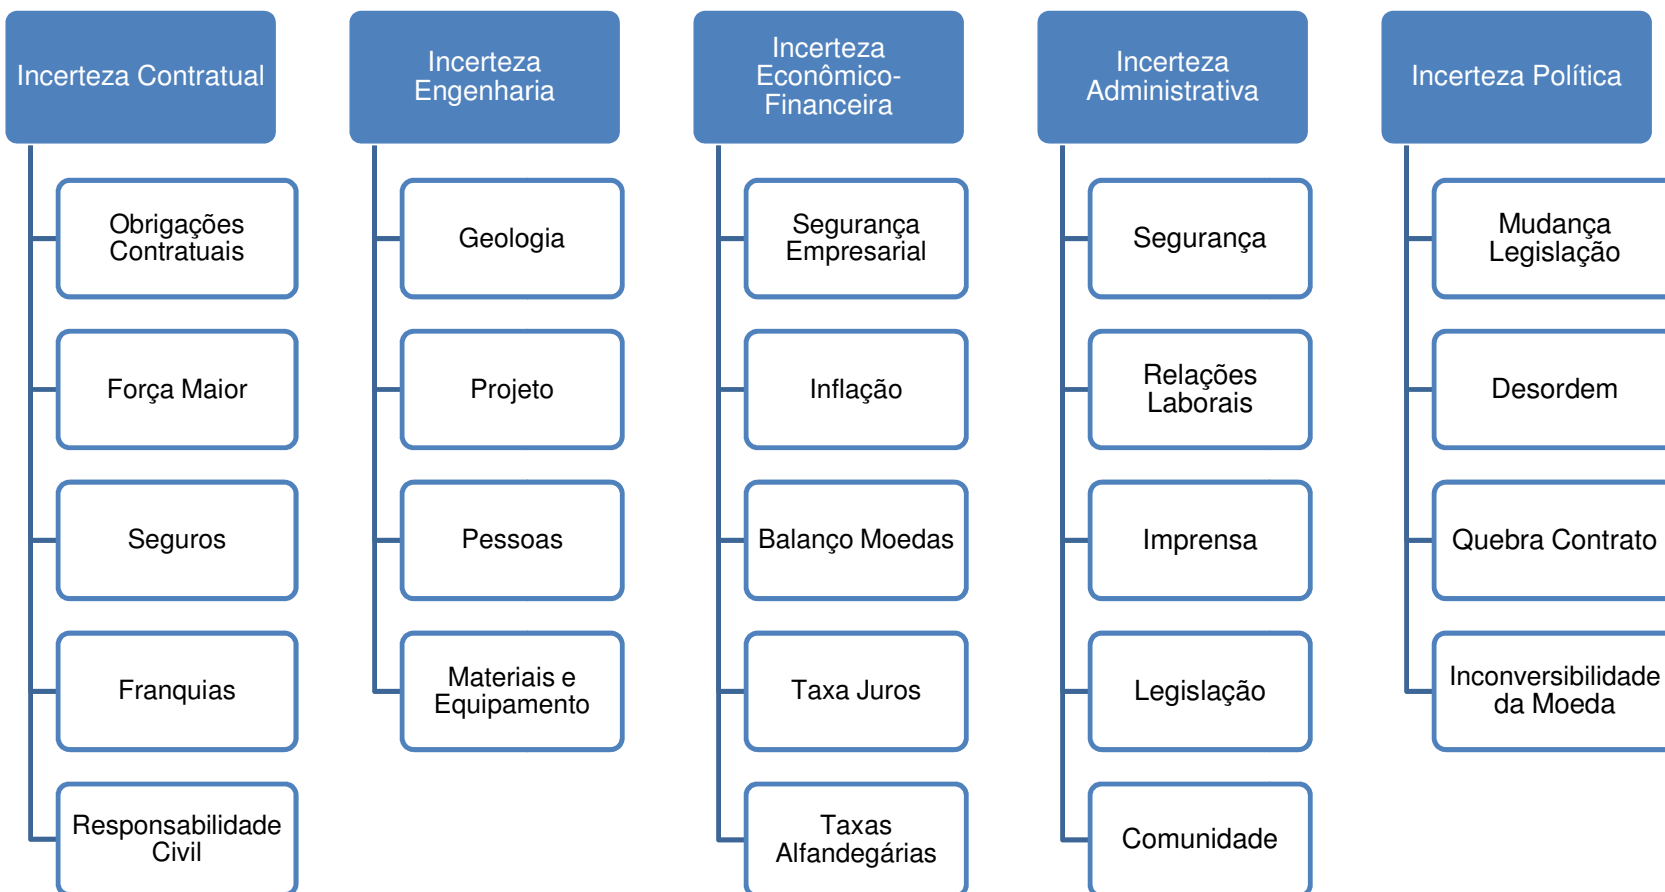 Incerteza Contratual
Obrigações
Contratuais
Força Maior
Seguros
Franquias
Responsabilidade
Civil
Incerteza
Engenharia
Geologia
Projeto
Pessoas
Materiais e
Equipamento
Incerteza
Econômico-
Financeira
Segurança
Empresarial
Inflação
Balanço Moedas
Taxa Juros
Taxas
Alfandegárias
Incerteza
Administrativa
Segurança
Relações
Laborais
Imprensa
Legislação
Comunidade
Incerteza Política
Mudança
Legislação
Desordem
Quebra Contrato
Inconversibilidade
da Moeda